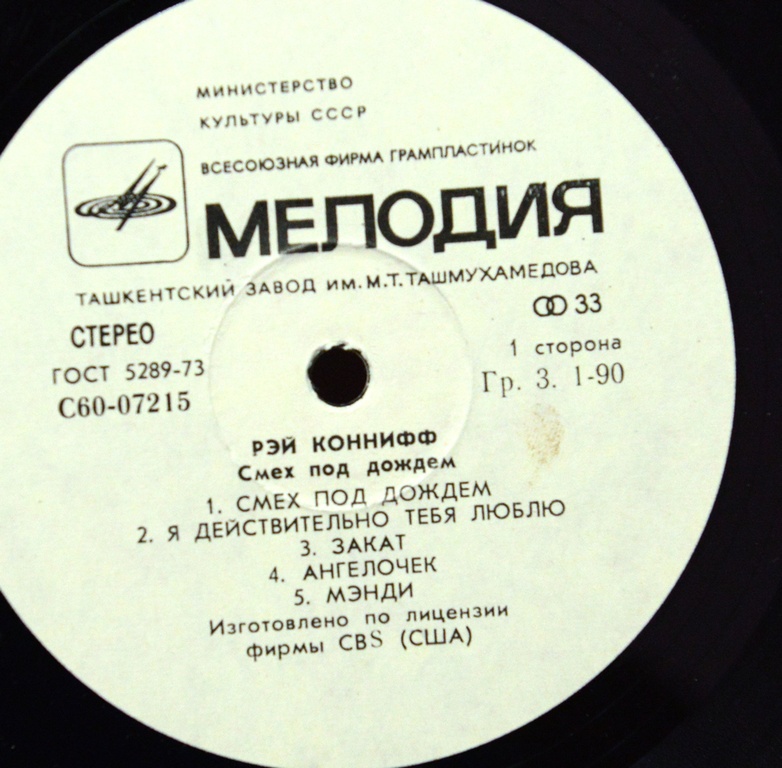 МИНИСТЕРСТВО
КУЛЬТУРЫ СССР
ВСЕСОЮЗНАЯ ФИРМА ГРАМПЛАСТИНОК
МЕЛОДИЯ
ТАШКЕНТСКИЙ ЗАВОД ИМ. М.Т. ТАШМУХАМЕДОВА
СТЕРЕО
33
ГОСТ 5289-73
1 сторона
С60-07215
Гр. 3. 1-90
РЭЙ КОННИФФ
Смех под дождем
1. СМЕХ ПОД ДОЖДЕМ
2. Я ДЕЙСТВИТЕЛЬНО ТЕБЯ ЛЮБЛЮ
3. ЗАКАТ
4. АНГЕЛОЧЕК
5. МЭНДИ
Изготовлено по лицензии
фирмы CBS (США)